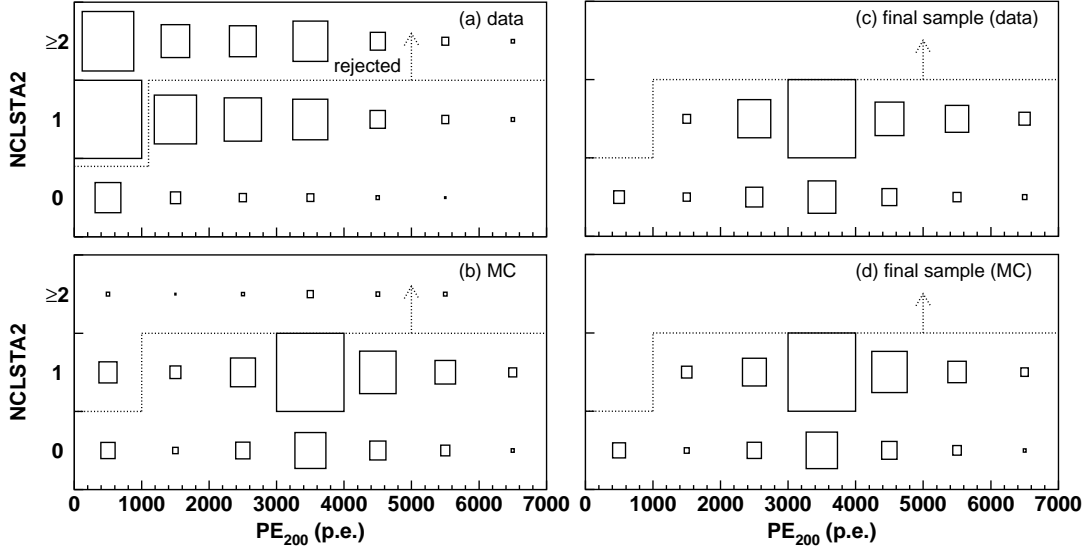 (a) data
≥2
rejected
1
0
NCLSTA2
(c) final sample (data)
(b) MC
≥2
1
0
NCLSTA2
0 1000 2000 3000 4000 5000 6000 7000
PE200 (p.e.)
(d) final sample (MC)
0 1000 2000 3000 4000 5000 6000 7000
PE200 (p.e.)